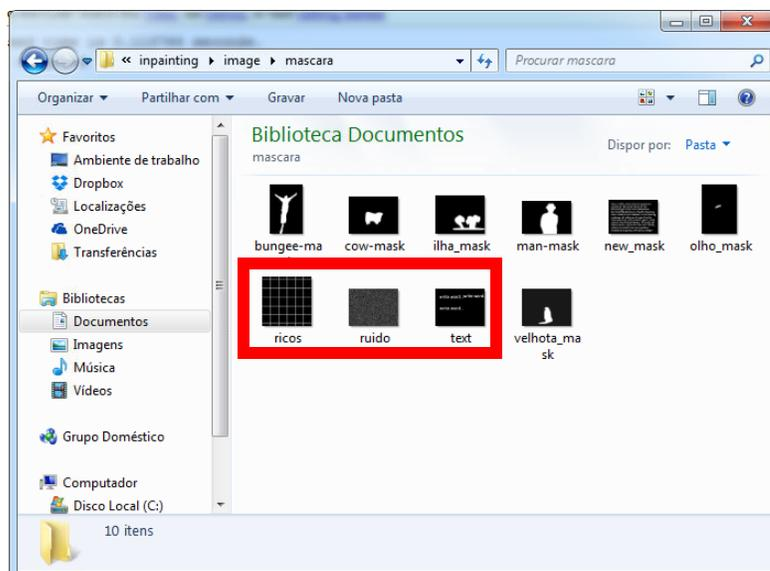 « inpainting ▸ image ▸ mascara
Procurar mascara
Organizar Partilhar com Gravar Nova pasta
Favoritos
Ambiente de trabalho
Dropbox
Localizações
OneDrive
Transferências
Bibliotecas
Documentos
Imagens
Música
Vídeos
Grupo Doméstico
Computador
Disco Local (C:)
Biblioteca Documentos
mascara
Dispor por: Pasta
bungee-ma
cow-mask
ilha_mask
man-mask
new_mask
olho_mask
ricos
ruido
text
velhota_ma
sk
10 itens